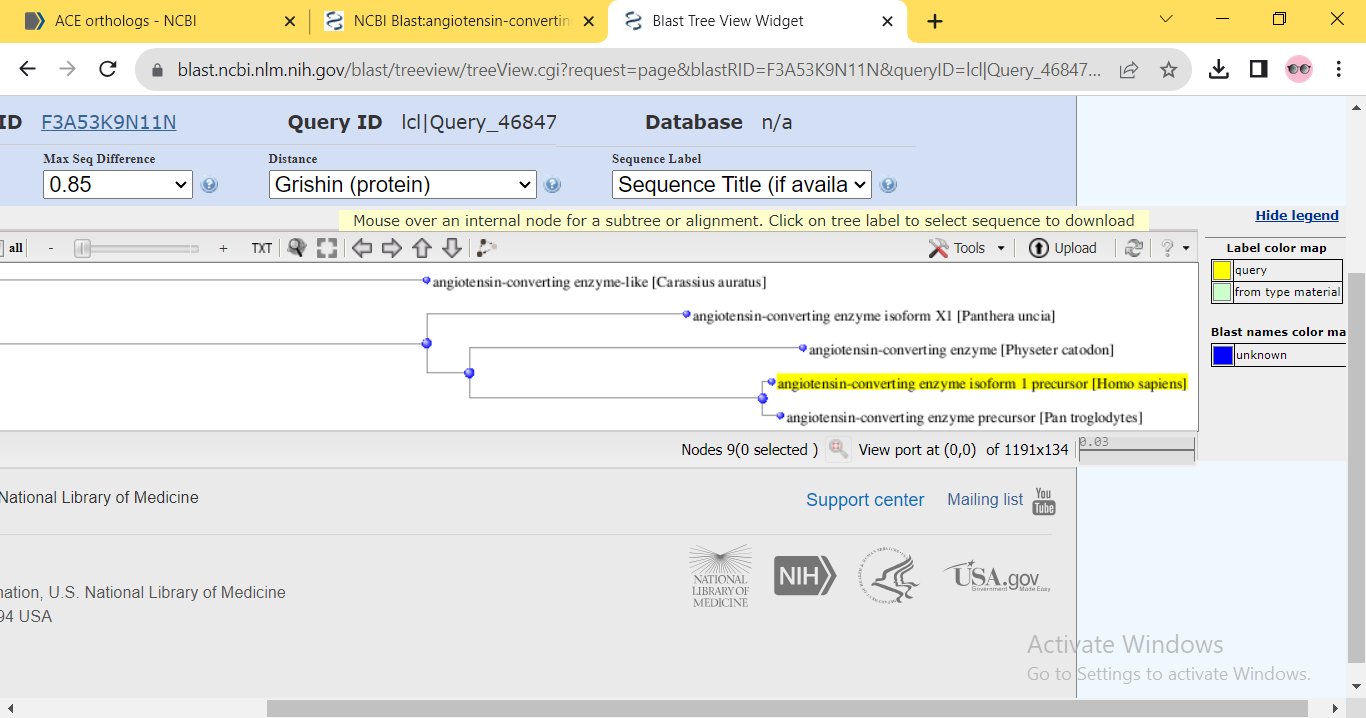 ACE orthologs - NCBI
NCBI Blast:angiotensin-convertin
Blast Tree View Widget
blast.ncbi.nlm.nih.gov/blast/treeview/treeView.cgi?request=page&blastRID=F3A53K9N11N&queryID=lcl|Query_46847...
ID F3A53K9N11N Query ID lcl|Query_46847 Database n/a
Max Seq Difference Distance Sequence Label
0.85 Grishin (protein) Sequence Title (if availa
Mouse over an internal node for a subtree or alignment. Click on tree label to select sequence to download
Hide legend
all - + TXT Tools Upload ?
Label color map
query
from type material
Blast names color ma
unknown
angiotensin-converting enzyme-like [Carassius auratus]
angiotensin-converting enzyme isoform X1 [Panthera uncia]
angiotensin-converting enzyme [Physeter catodon]
angiotensin-converting enzyme isoform 1 precursor [Homo sapiens]
angiotensin-converting enzyme precursor [Pan troglodytes]
Nodes 9(0 selected ) View port at (0,0) of 1191x134 0.03
National Library of Medicine
Support center Mailing list You Tube
NATIONAL LIBRARY OF MEDICINE
NIH
USA.gov
Government Made Easy
mation, U.S. National Library of Medicine
94 USA
Activate Windows
Go to Settings to activate Windows.